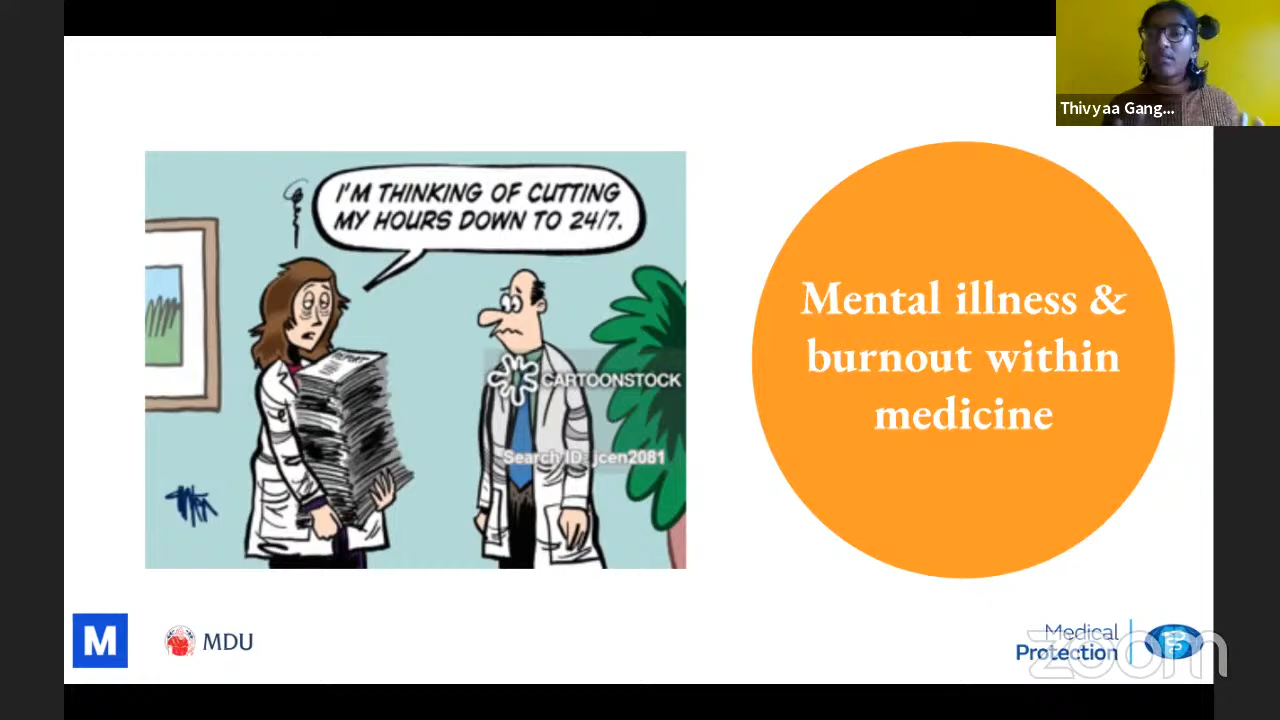 Thivyaa Gang...
I'M THINKING OF CUTTING
MY HOURS DOWN TO 24/7.
REPORT
CARTOONSTOCK
Search ID: jcen2081
Mental illness &
burnout within
medicine
M
MDU
Medical
Protection
zoom